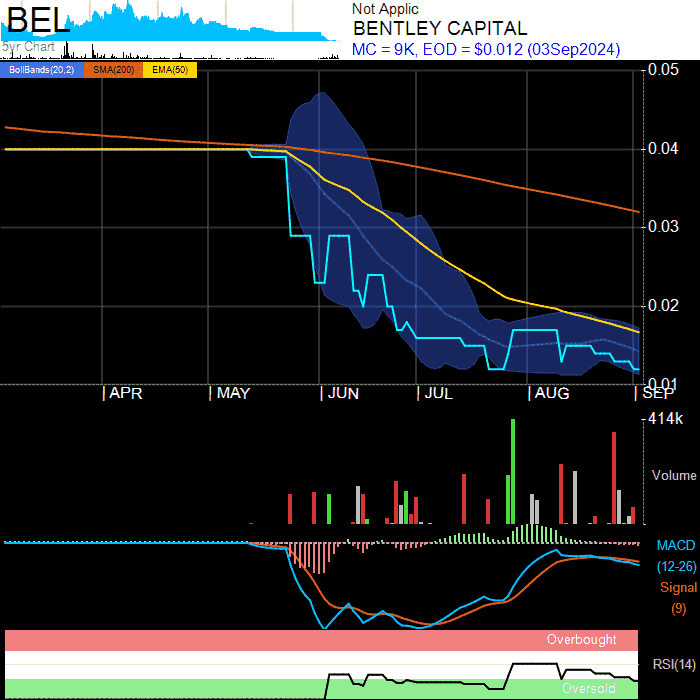 BEL
5yr Chart
Not Applic
BENTLEY CAPITAL
MC = 9K, EOD = $0.012 (03Sep2024)
BollBands(20,2) SMA(200) EMA(50)
0.05
0.04
0.03
0.02
0.01
APR MAY JUN JUL AUG SEP
414k
Volume
MACD
(12-26)
Signal
(9)
Overbought
RSI(14)
Oversold